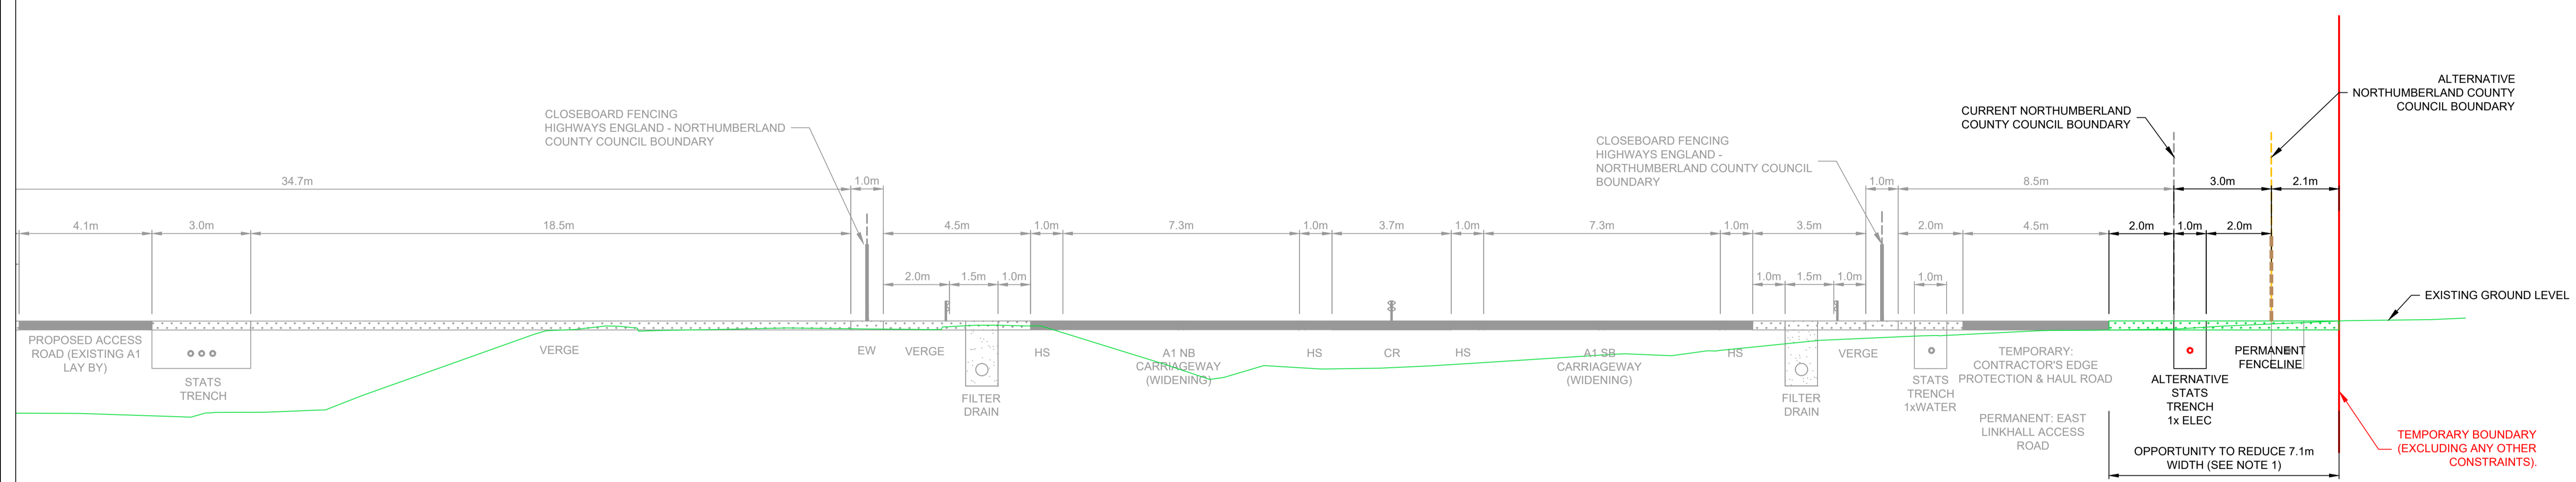 ALTERNATIVE
NORTHUMBERLAND COUNTY
COUNCIL BOUNDARY
CURRENT NORTHUMBERLAND
COUNTY COUNCIL BOUNDARY
CLOSEBOARD FENCING
HIGHWAYS ENGLAND - NORTHUMBERLAND
COUNTY COUNCIL BOUNDARY
CLOSEBOARD FENCING
HIGHWAYS ENGLAND -
NORTHUMBERLAND COUNTY COUNCIL
BOUNDARY
34.7m 1.0m 1.0m 8.5m 3.0m 2.1m
4.1m 3.0m 18.5m 4.5m 1.0m 7.3m 1.0m 3.7m 1.0m 7.3m 1.0m 3.5m 2.0m 4.5m 2.0m 1.0m 2.0m
2.0m 1.5m 1.0m 1.0m 1.5m 1.0m 1.0m
EXISTING GROUND LEVEL
PROPOSED ACCESS
ROAD (EXISTING A1
LAY BY)
STATS
TRENCH
VERGE
EW
VERGE
FILTER
DRAIN
HS
A1 NB
CARRIAGEWAY
(WIDENING)
HS
CR
HS
A1 SB
CARRIAGEWAY
(WIDENING)
HS
FILTER
DRAIN
VERGE
STATS
TRENCH
1xWATER
TEMPORARY:
CONTRACTOR'S EDGE
PROTECTION & HAUL ROAD
PERMANENT: EAST
LINKHALL ACCESS
ROAD
ALTERNATIVE
STATS
TRENCH
1x ELEC
PERMANENT
FENCELINE
OPPORTUNITY TO REDUCE 7.1m
WIDTH (SEE NOTE 1)
TEMPORARY BOUNDARY
(EXCLUDING ANY OTHER
CONSTRAINTS).